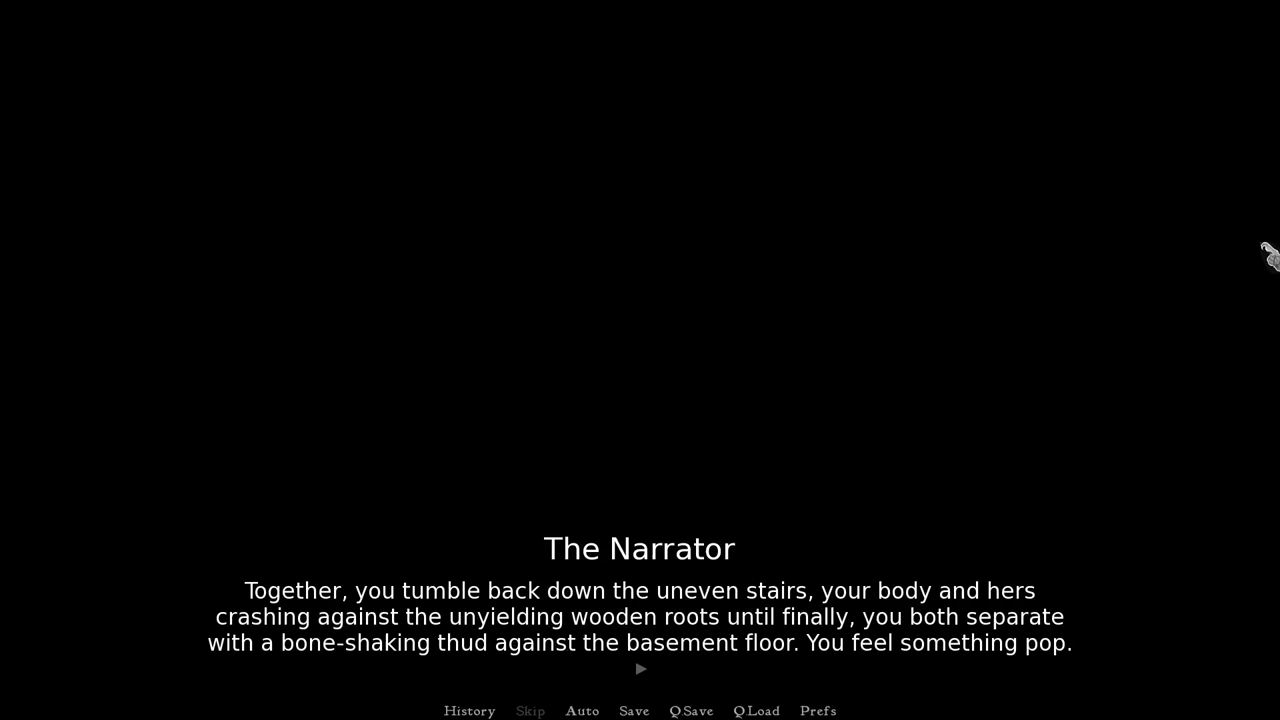 The Narrator
Together, you tumble back down the uneven stairs, your body and hers
crashing against the unyielding wooden roots until finally, you both separate
with a bone-shaking thud against the basement floor. You feel something pop.
History Skip Auto Save Q.Save Q.Load Prefs